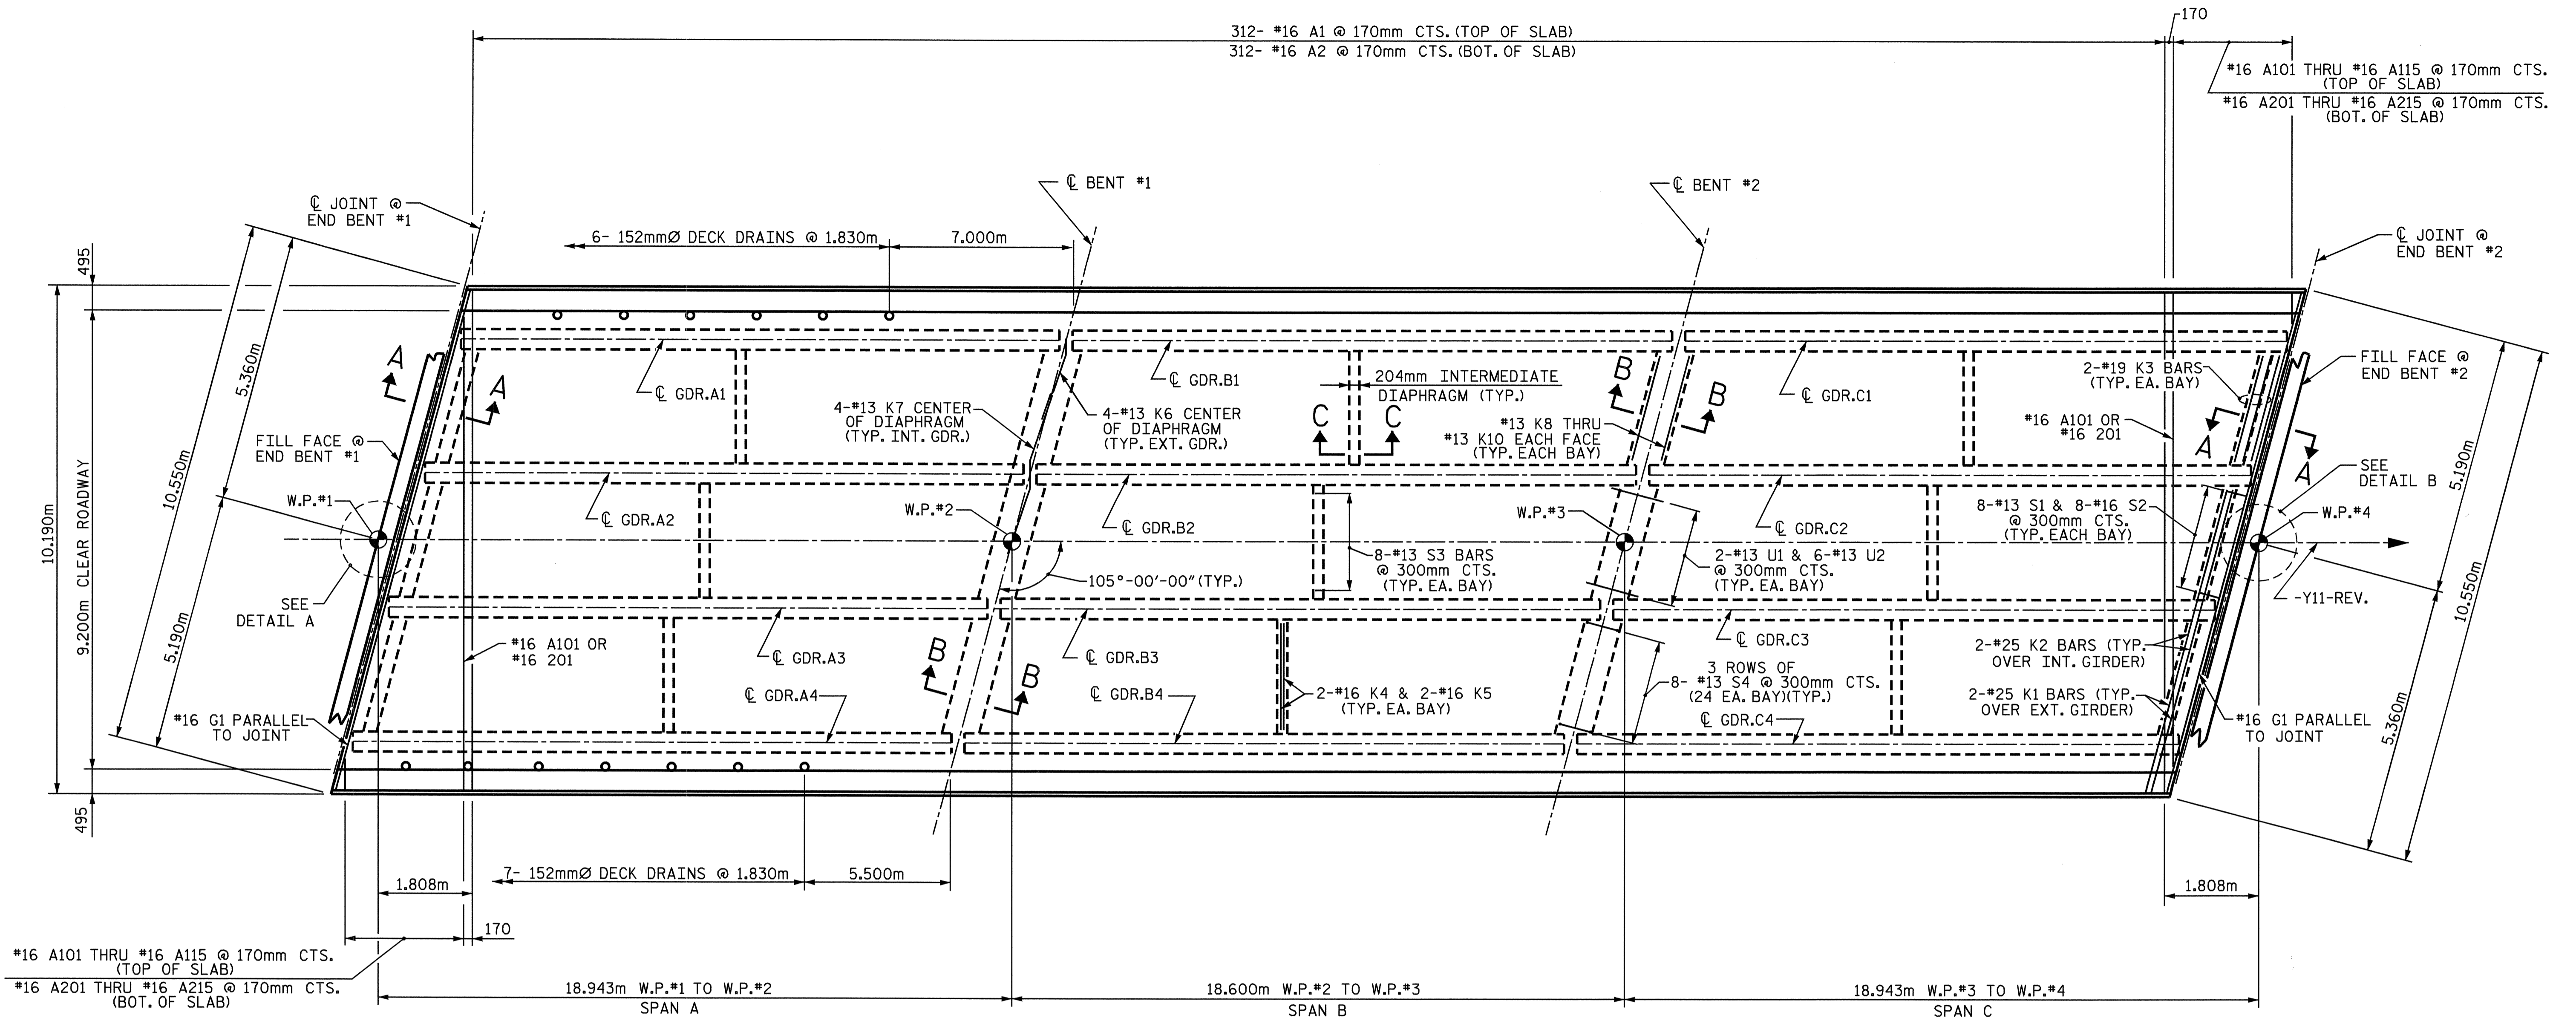 170
312- #16 A1 @ 170mm CTS. (TOP OF SLAB)
312- #16 A2 @ 170mm CTS. (BOT. OF SLAB)
#16 A101 THRU #16 A115 @ 170mm CTS.
(TOP OF SLAB)
#16 A201 THRU #16 A215 @ 170mm CTS.
(BOT. OF SLAB)
℄ BENT #1
℄ BENT #2
℄ JOINT @
END BENT #1
6- 152mmØ DECK DRAINS @ 1.830m
7.000m
℄ JOINT @
END BENT #2
495
5.360m
10.550m
5.190m
10.190m
9.200m CLEAR ROADWAY
495
A
A
FILL FACE @
END BENT #1
W.P.#1
SEE
DETAIL A
#16 G1 PARALLEL
TO JOINT
℄ GDR.A1
℄ GDR.B1
℄ GDR.C1
4-#13 K7 CENTER
OF DIAPHRAGM
(TYP. INT. GDR.)
4-#13 K6 CENTER
OF DIAPHRAGM
(TYP. EXT. GDR.)
204mm INTERMEDIATE
DIAPHRAGM (TYP.)
C
C
B
B
#13 K8 THRU
#13 K10 EACH FACE
(TYP. EACH BAY)
2-#19 K3 BARS
(TYP. EA. BAY)
#16 A101 OR
#16 201
A
A
FILL FACE @
END BENT #2
SEE
DETAIL B
℄ GDR.A2
W.P.#2
℄ GDR.B2
W.P.#3
℄ GDR.C2
8-#13 S1 & 8-#16 S2
@ 300mm CTS.
(TYP. EACH BAY)
W.P.#4
5.190m
10.550m
5.360m
105°-00'-00" (TYP.)
8-#13 S3 BARS
@ 300mm CTS.
(TYP. EA. BAY)
2-#13 U1 & 6-#13 U2
@ 300mm CTS.
(TYP. EA. BAY)
-Y11-REV.
#16 A101 OR
#16 201
℄ GDR.A3
℄ GDR.B3
℄ GDR.C3
2-#25 K2 BARS (TYP.
OVER INT. GIRDER)
B
B
℄ GDR.A4
℄ GDR.B4
2-#16 K4 & 2-#16 K5
(TYP. EA. BAY)
3 ROWS OF
8- #13 S4 @ 300mm CTS.
(24 EA. BAY)(TYP.)
℄ GDR.C4
2-#25 K1 BARS (TYP.
OVER EXT. GIRDER)
#16 G1 PARALLEL
TO JOINT
7- 152mmØ DECK DRAINS @ 1.830m
5.500m
1.808m
1.808m
170
#16 A101 THRU #16 A115 @ 170mm CTS.
(TOP OF SLAB)
#16 A201 THRU #16 A215 @ 170mm CTS.
(BOT. OF SLAB)
18.943m W.P.#1 TO W.P.#2
SPAN A
18.600m W.P.#2 TO W.P.#3
SPAN B
18.943m W.P.#3 TO W.P.#4
SPAN C